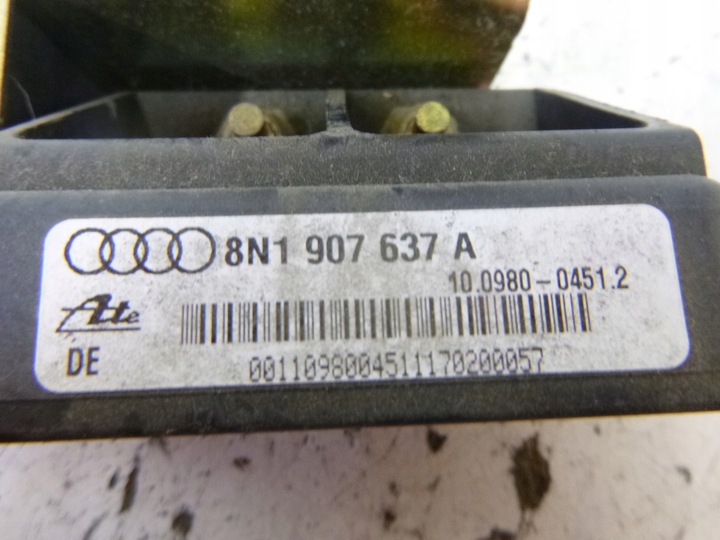 8N1 907 637 A
10.0980-0451.2
Ate
DE
00110980045111170200057